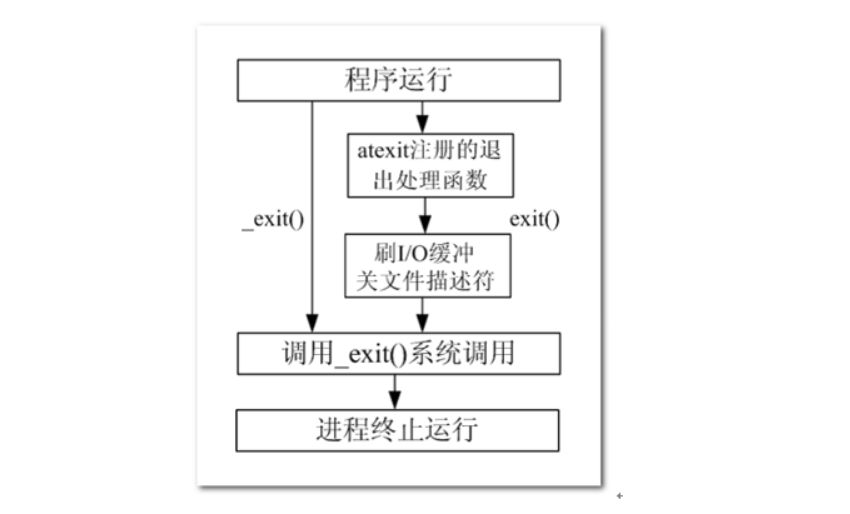 程序运行
atexit注册的退
出处理函数
_exit()
exit()
刷I/O缓冲
关文件描述符
调用_exit()系统调用
进程终止运行